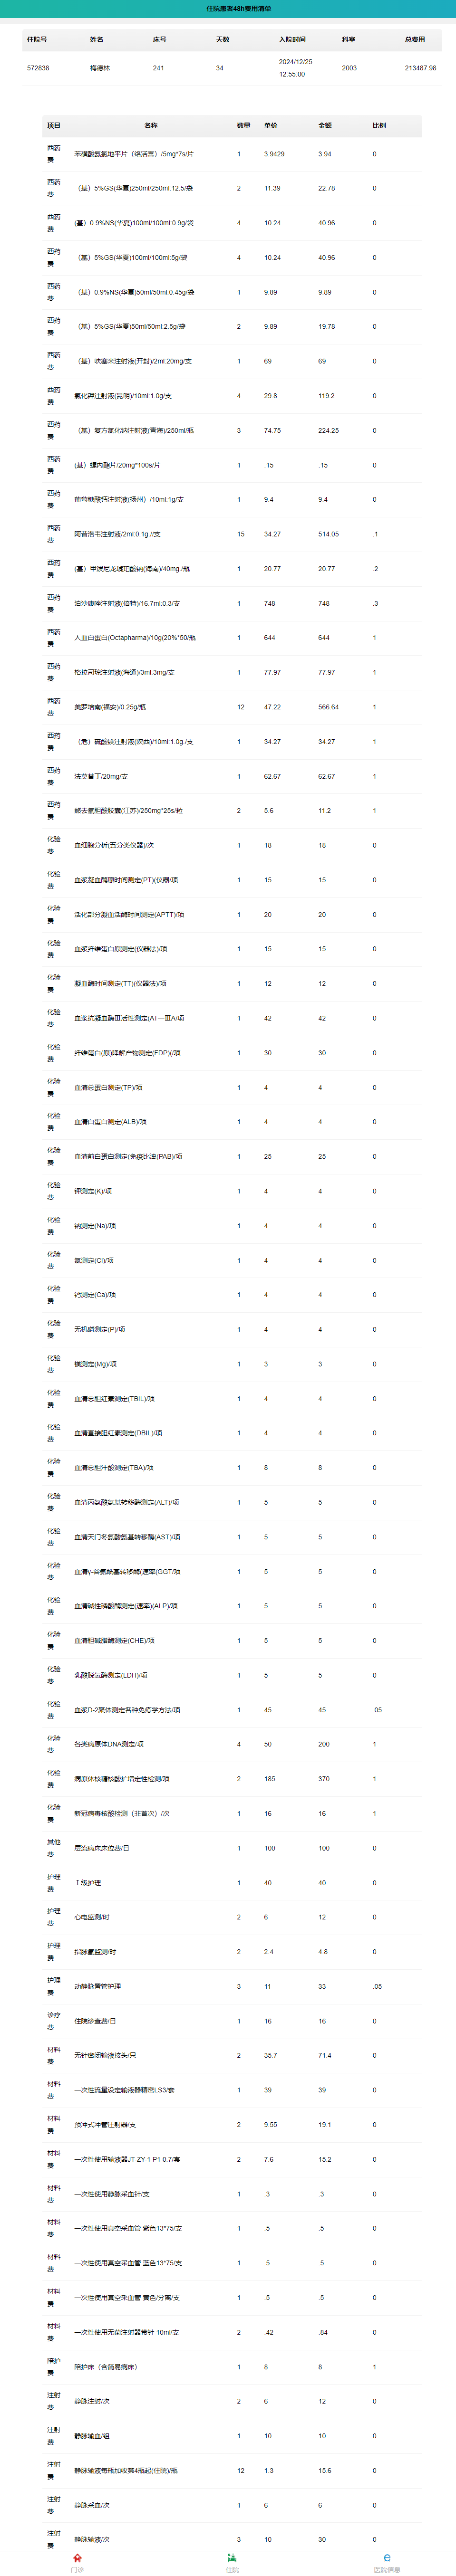 住院患者48h费用清单
住院号 姓名 床号 天数 入院时间 科室 总费用
572838 梅德林 241 34 2024/12/25 12:55:00 2003 213487.98
项目 名称 数量 单价 金额 比例
西药费 苯磺酸氨氯地平片（络活喜）/5mg*7s/片 1 3.9429 3.94 0
西药费 （基）5%GS(华夏)250ml/250ml:12.5/袋 2 11.39 22.78 0
西药费 (基）0.9%NS(华夏)100ml/100ml:0.9g/袋 4 10.24 40.96 0
西药费 （基）5%GS(华夏)100ml/100ml:5g/袋 4 10.24 40.96 0
西药费 （基）0.9%NS(华夏)50ml/50ml:0.45g/袋 1 9.89 9.89 0
西药费 （基）5%GS(华夏)50ml/50ml:2.5g/袋 2 9.89 19.78 0
西药费 （基）呋塞米注射液(开封)/2ml:20mg/支 1 69 69 0
西药费 氯化钾注射液(昆明)/10ml:1.0g/支 4 29.8 119.2 0
西药费 （基）复方氯化钠注射液(青海)/250ml/瓶 3 74.75 224.25 0
西药费 (基）螺内酯片/20mg*100s/片 1 .15 .15 0
西药费 葡萄糖酸钙注射液(扬州）/10ml:1g/支 1 9.4 9.4 0
西药费 阿昔洛韦注射液/2ml:0.1g./支 15 34.27 514.05 .1
西药费 (基）甲泼尼龙琥珀酸钠(海南)/40mg./瓶 1 20.77 20.77 .2
西药费 泊沙康唑注射液(倍特)/16.7ml:0.3/支 1 748 748 .3
西药费 人血白蛋白(Octapharma)/10g(20%*50/瓶 1 644 644 1
西药费 格拉司琼注射液(海通)/3ml:3mg/支 1 77.97 77.97 1
西药费 美罗培南(福安)/0.25g/瓶 12 47.22 566.64 1
西药费 （危）硫酸镁注射液(陕西)/10ml:1.0g./支 1 34.27 34.27 1
西药费 法莫替丁/20mg/支 1 62.67 62.67 1
西药费 熊去氧胆酸胶囊(江苏)/250mg*25s/粒 2 5.6 11.2 1
化验费 血细胞分析(五分类仪器)/次 1 18 18 0
化验费 血浆凝血酶原时间测定(PT)(仪器/项 1 15 15 0
化验费 活化部分凝血活酶时间测定(APTT)/项 1 20 20 0
化验费 血浆纤维蛋白原测定(仪器法)/项 1 15 15 0
化验费 凝血酶时间测定(TT)(仪器法)/项 1 12 12 0
化验费 血浆抗凝血酶Ⅲ活性测定(AT—ⅢA/项 1 42 42 0
化验费 纤维蛋白(原)降解产物测定(FDP)(/项 1 30 30 0
化验费 血清总蛋白测定(TP)/项 1 4 4 0
化验费 血清白蛋白测定(ALB)/项 1 4 4 0
化验费 血清前白蛋白测定(免疫比浊(PAB)/项 1 25 25 0
化验费 钾测定(K)/项 1 4 4 0
化验费 钠测定(Na)/项 1 4 4 0
化验费 氯测定(Cl)/项 1 4 4 0
化验费 钙测定(Ca)/项 1 4 4 0
化验费 无机磷测定(P)/项 1 4 4 0
化验费 镁测定(Mg)/项 1 3 3 0
化验费 血清总胆红素测定(TBIL)/项 1 4 4 0
化验费 血清直接胆红素测定(DBIL)/项 1 4 4 0
化验费 血清总胆汁酸测定(TBA)/项 1 8 8 0
化验费 血清丙氨酸氨基转移酶测定(ALT)/项 1 5 5 0
化验费 血清天门冬氨酸氨基转移酶(AST)/项 1 5 5 0
化验费 血清γ-谷氨酰基转移酶(速率(GGT/项 1 5 5 0
化验费 血清碱性磷酸酶测定(速率)(ALP)/项 1 5 5 0
化验费 血清胆碱脂酶测定(CHE)/项 1 5 5 0
化验费 乳酸脱氢酶测定(LDH)/项 1 5 5 0
化验费 血浆D-2聚体测定各种免疫学方法/项 1 45 45 .05
化验费 各类病原体DNA测定/项 4 50 200 1
化验费 病原体核糖核酸扩增定性检测/项 2 185 370 1
化验费 新冠病毒核酸检测（非首次）/次 1 16 16 1
其他费 层流病床床位费/日 1 100 100 0
护理费 Ⅰ级护理 1 40 40 0
护理费 心电监测/时 2 6 12 0
护理费 指脉氧监测/时 2 2.4 4.8 0
护理费 动静脉置管护理 3 11 33 .05
诊疗费 住院诊查费/日 1 16 16 0
材料费 无针密闭输液接头/只 2 35.7 71.4 0
材料费 一次性流量设定输液器精密LS3/套 1 39 39 0
材料费 预冲式冲管注射器/支 2 9.55 19.1 0
材料费 一次性使用输液器JT-ZY-1 P1 0.7/套 2 7.6 15.2 0
材料费 一次性使用静脉采血针/支 1 .3 .3 0
材料费 一次性使用真空采血管 紫色13*75/支 1 .5 .5 0
材料费 一次性使用真空采血管 蓝色13*75/支 1 .5 .5 0
材料费 一次性使用真空采血管 黄色/分离/支 1 .5 .5 0
材料费 一次性使用无菌注射器带针 10ml/支 2 .42 .84 0
陪护费 陪护床（含简易病床） 1 8 8 1
注射费 静脉注射/次 2 6 12 0
注射费 静脉输血/组 1 10 10 0
注射费 静脉输液每瓶加收第4瓶起(住院)/瓶 12 1.3 15.6 0
注射费 静脉采血/次 1 6 6 0
注射费 静脉输液/次 3 10 30 0
门诊 住院 医院信息